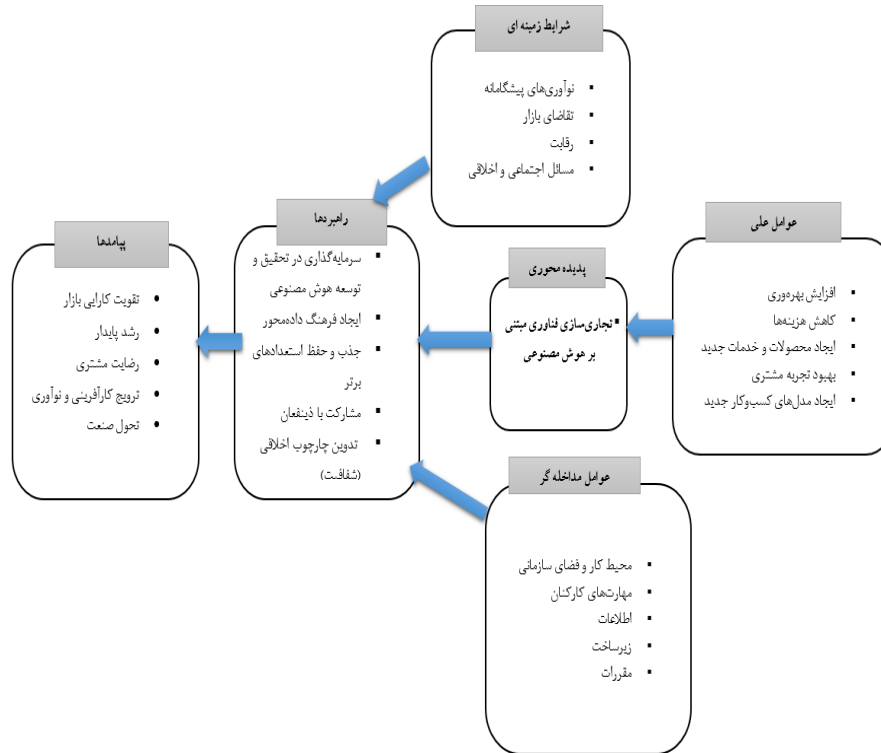 شرایط زمینه ای
نوآوری‌های پیشگامانه
تقاضای بازار
رقابت
مسائل اجتماعی و اخلاقی
عوامل علی
افزایش بهره‌وری
کاهش هزینه‌ها
ایجاد محصولات و خدمات جدید
بهبود تجربه مشتری
ایجاد مدل‌های کسب‌وکار جدید
پدیده محوری
تجاری‌سازی فناوری مبتنی
بر هوش مصنوعی
عوامل مداخله گر
محیط کار و فضای سازمانی
مهارت‌های کارکنان
اطلاعات
زیرساخت
مقررات
راهبردها
سرمایه‌گذاری در تحقیق و
توسعه هوش مصنوعی
ایجاد فرهنگ داده‌محور
جذب و حفظ استعدادهای
برتر
مشارکت با ذینفعان
تدوین چارچوب اخلاقی
(شفافیت)
پیامدها
تقویت کارایی بازار
رشد پایدار
رضایت مشتری
ترویج کارآفرینی و نوآوری
تحول صنعت